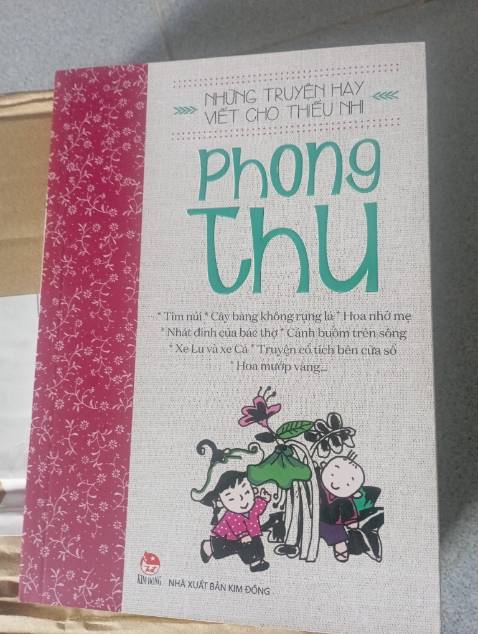 NHỮNG TRUYỆN HAY
VIẾT CHO THIẾU NHI
Phong
Thu
* Tìm núi * Cây bàng không rụng lá * Hoa nhớ mẹ
* Nhát đinh của bác thợ * Cánh buồm trên sông
* Xe Lu và xe Ca * Truyện cổ tích bên cửa sổ
* Hoa mướp vàng...
KIM ĐỒNG
NHÀ XUẤT BẢN KIM ĐỒNG